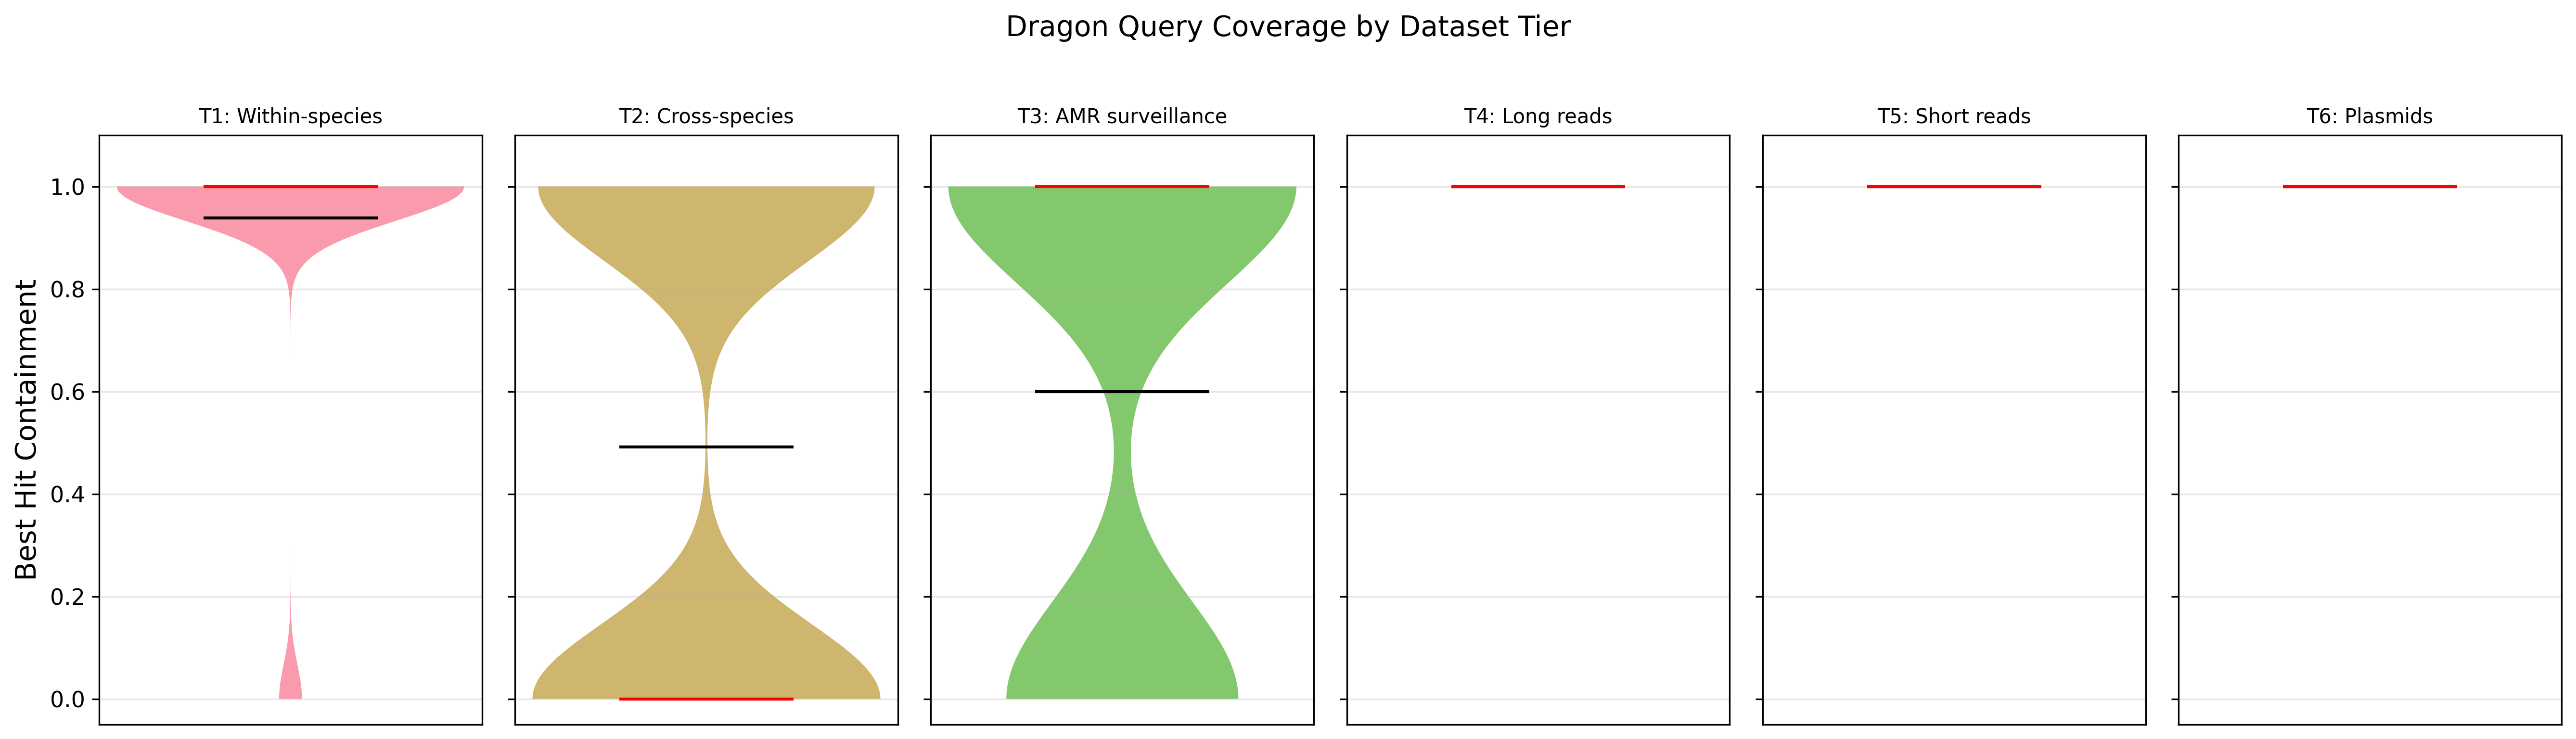 Dragon Query Coverage by Dataset Tier
T1: Within-species
T2: Cross-species
T3: AMR surveillance
T4: Long reads
T5: Short reads
T6: Plasmids
Best Hit Containment
1.0
0.8
0.6
0.4
0.2
0.0